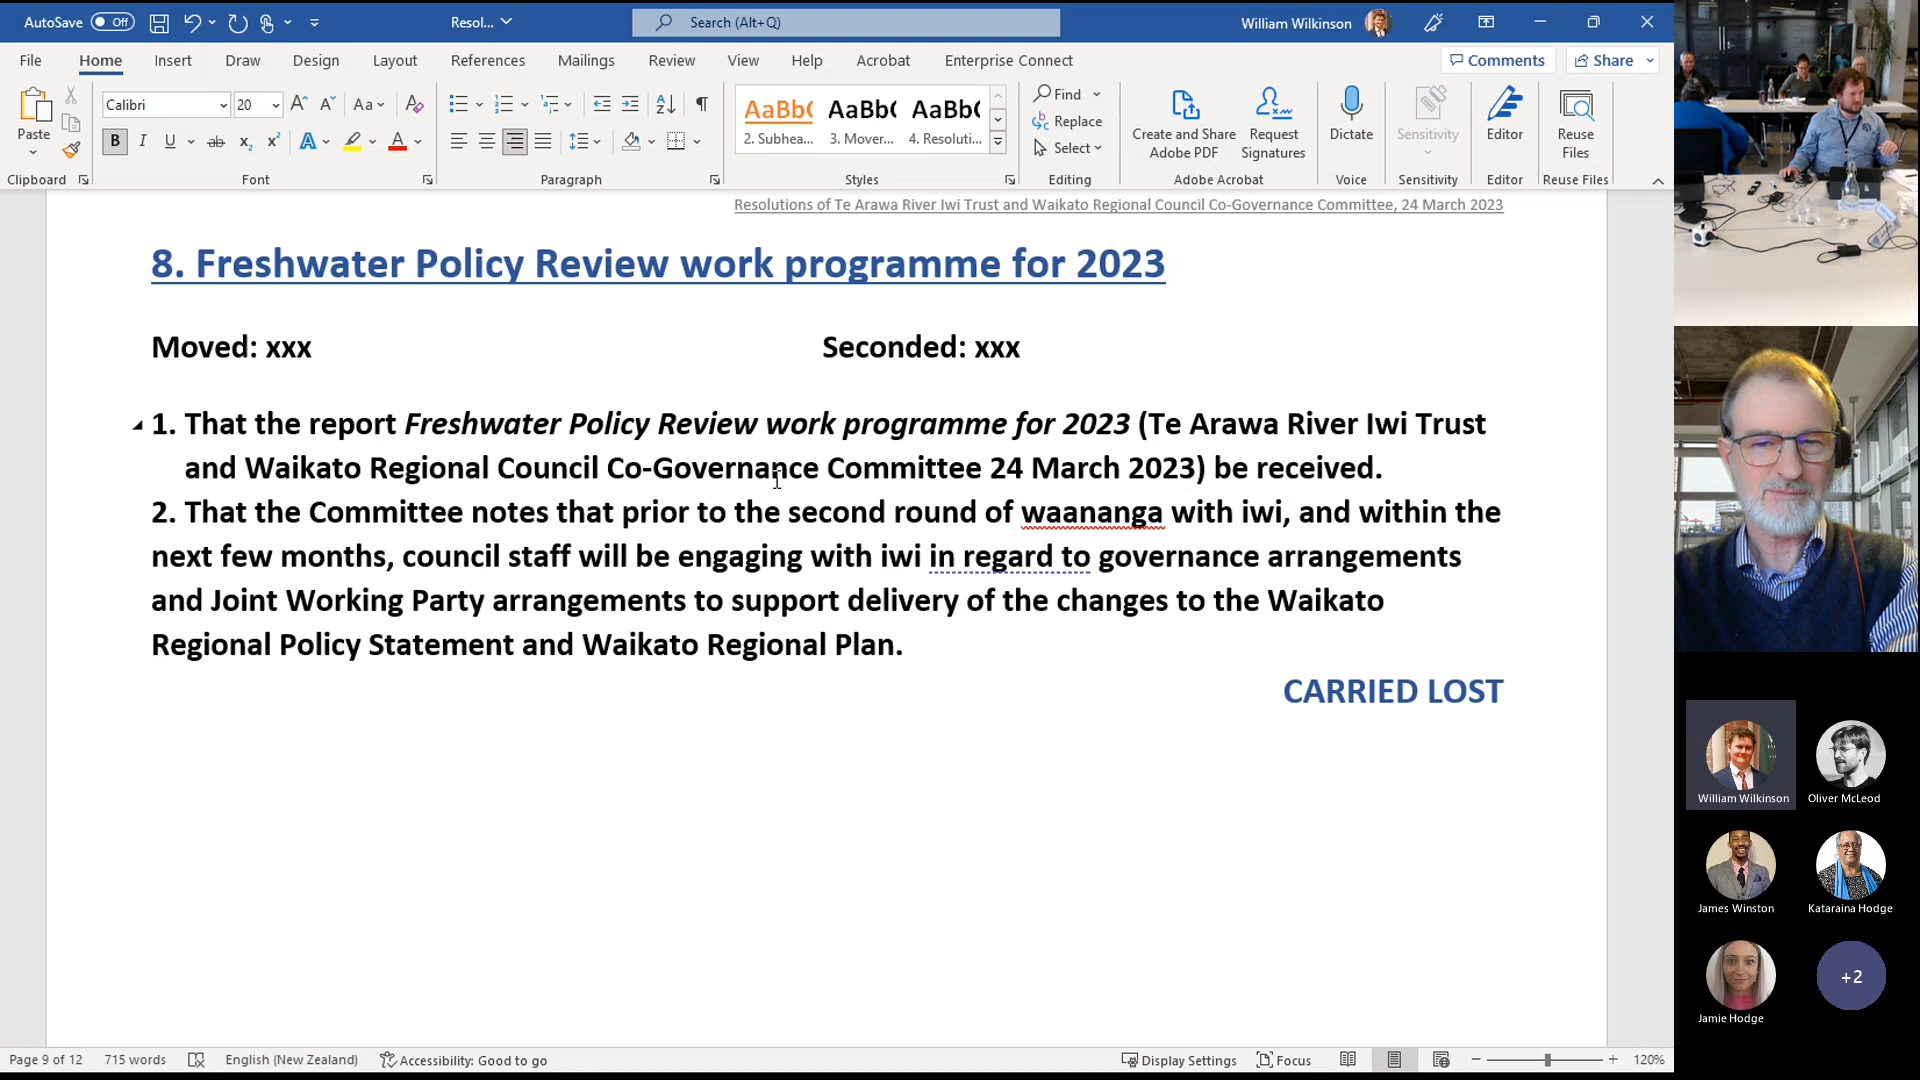 AutoSave Off Resol... Search (Alt+Q) William Wilkinson
File Home Insert Draw Design Layout References Mailings Review View Help Acrobat Enterprise Connect Comments Share
Calibri 20 A^ A Aa A AaBbC AaBbC AaBbC Find
Paste B I U ab x2 x2 A A 2. Subhea... 3. Mover... 4. Resoluti... Replace Create and Share Adobe PDF Request Signatures Dictate Sensitivity Editor Reuse Files
Select
Clipboard Font Paragraph Styles Editing Adobe Acrobat Voice Sensitivity Editor Reuse Files
Resolutions of Te Arawa River Iwi Trust and Waikato Regional Council Co-Governance Committee, 24 March 2023
8. Freshwater Policy Review work programme for 2023
Moved: xxx Seconded: xxx
1. That the report Freshwater Policy Review work programme for 2023 (Te Arawa River Iwi Trust
and Waikato Regional Council Co-Governance Committee 24 March 2023) be received.
2. That the Committee notes that prior to the second round of waananga with iwi, and within the
next few months, council staff will be engaging with iwi in regard to governance arrangements
and Joint Working Party arrangements to support delivery of the changes to the Waikato
Regional Policy Statement and Waikato Regional Plan.
CARRIED LOST
William Wilkinson Oliver McLeod
James Winston Kataraina Hodge
Jamie Hodge +2
Page 9 of 12 715 words English (New Zealand) Accessibility: Good to go Display Settings Focus 120%